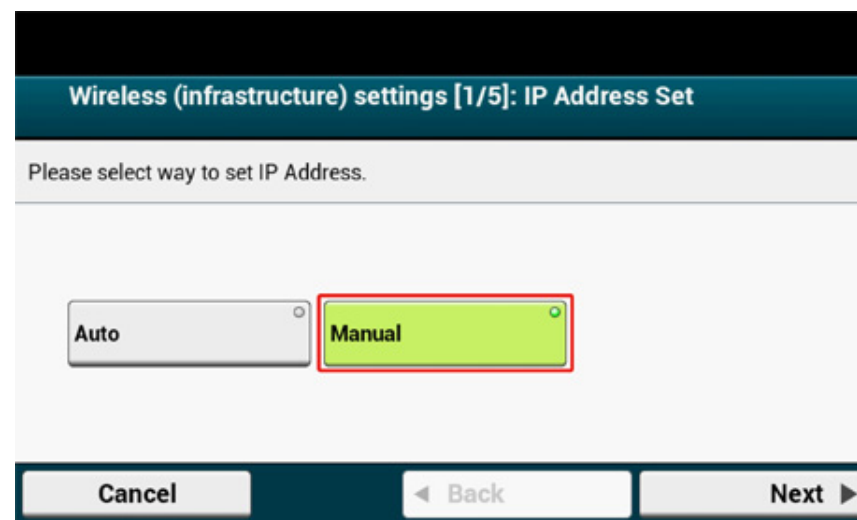 Wireless (infrastructure) settings [1/5]: IP Address Set
Please select way to set IP Address.
Auto
Manual
Cancel
Back
Next